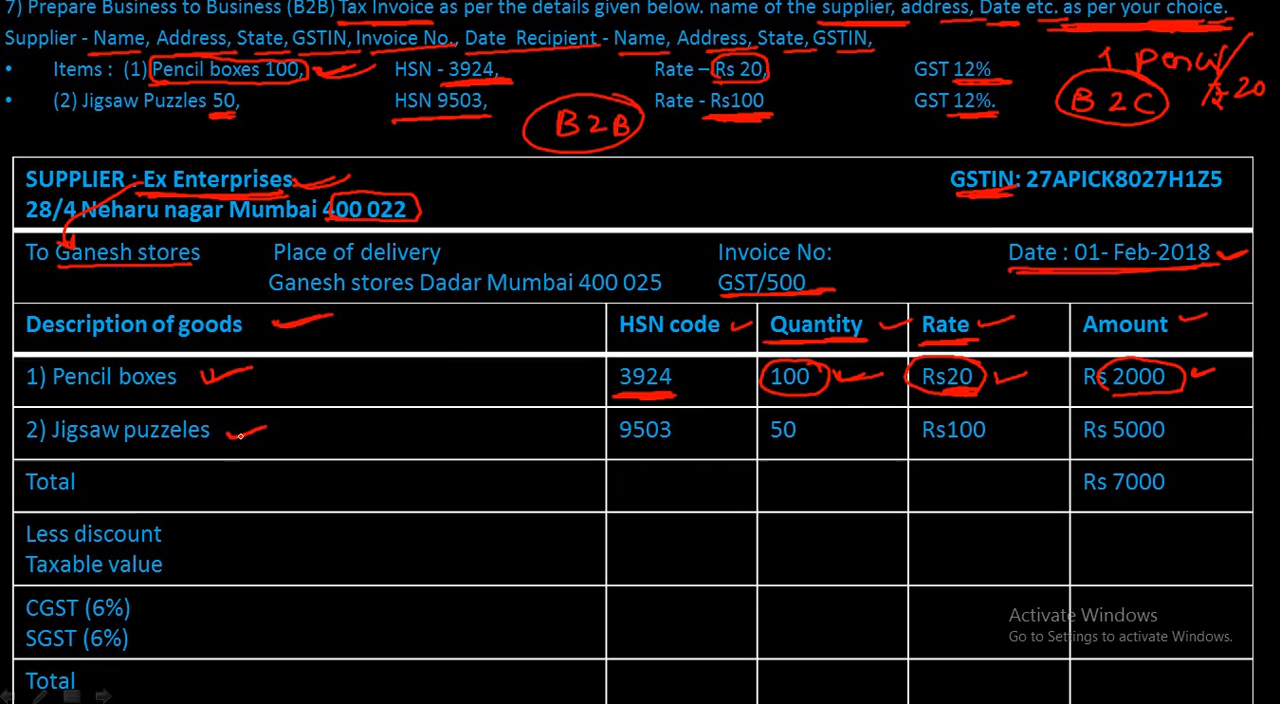 7) Prepare Business to Business (B2B) Tax Invoice as per the details given below. name of the supplier, address, Date etc. as per your choice.
Supplier - Name, Address, State, GSTIN, Invoice No., Date Recipient - Name, Address, State, GSTIN,
• Items : (1) Pencil boxes 100, HSN - 3924, Rate – Rs 20, GST 12%
1 Pencil/
₹ 20
• (2) Jigsaw Puzzles 50, HSN 9503, Rate - Rs100 GST 12%.
B 2 B
B 2 C
SUPPLIER : Ex Enterprises GSTIN: 27APICK8027H1Z5
28/4 Neharu nagar Mumbai 400 022
To Ganesh stores Place of delivery Invoice No: Date : 01- Feb-2018
Ganesh stores Dadar Mumbai 400 025 GST/500
Description of goods HSN code Quantity Rate Amount
1) Pencil boxes 3924 100 Rs20 Rs 2000
2) Jigsaw puzzeles 9503 50 Rs100 Rs 5000
Total Rs 7000
Less discount
Taxable value
CGST (6%)
SGST (6%)
Total
Activate Windows
Go to Settings to activate Windows.